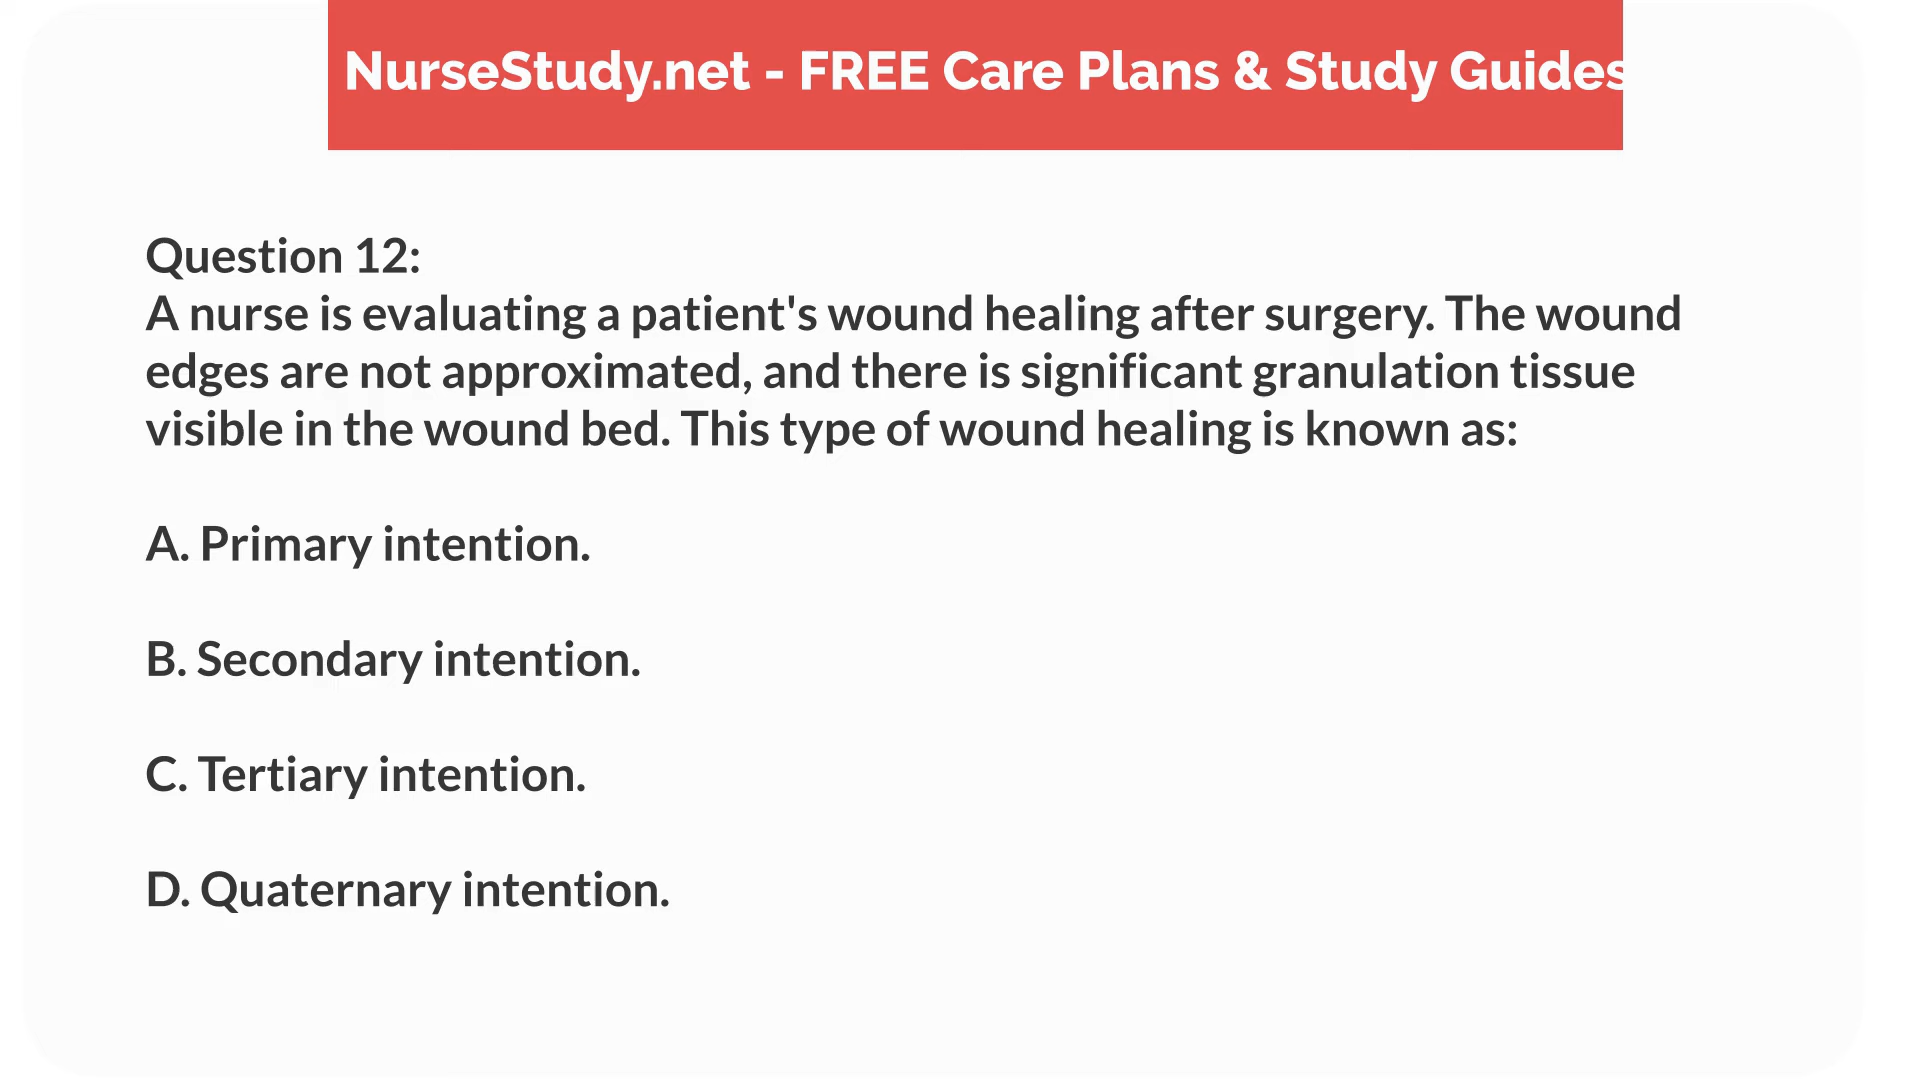 NurseStudy.net - FREE Care Plans & Study Guides
Question 12:
A nurse is evaluating a patient's wound healing after surgery. The wound
edges are not approximated, and there is significant granulation tissue
visible in the wound bed. This type of wound healing is known as:
A. Primary intention.
B. Secondary intention.
C. Tertiary intention.
D. Quaternary intention.